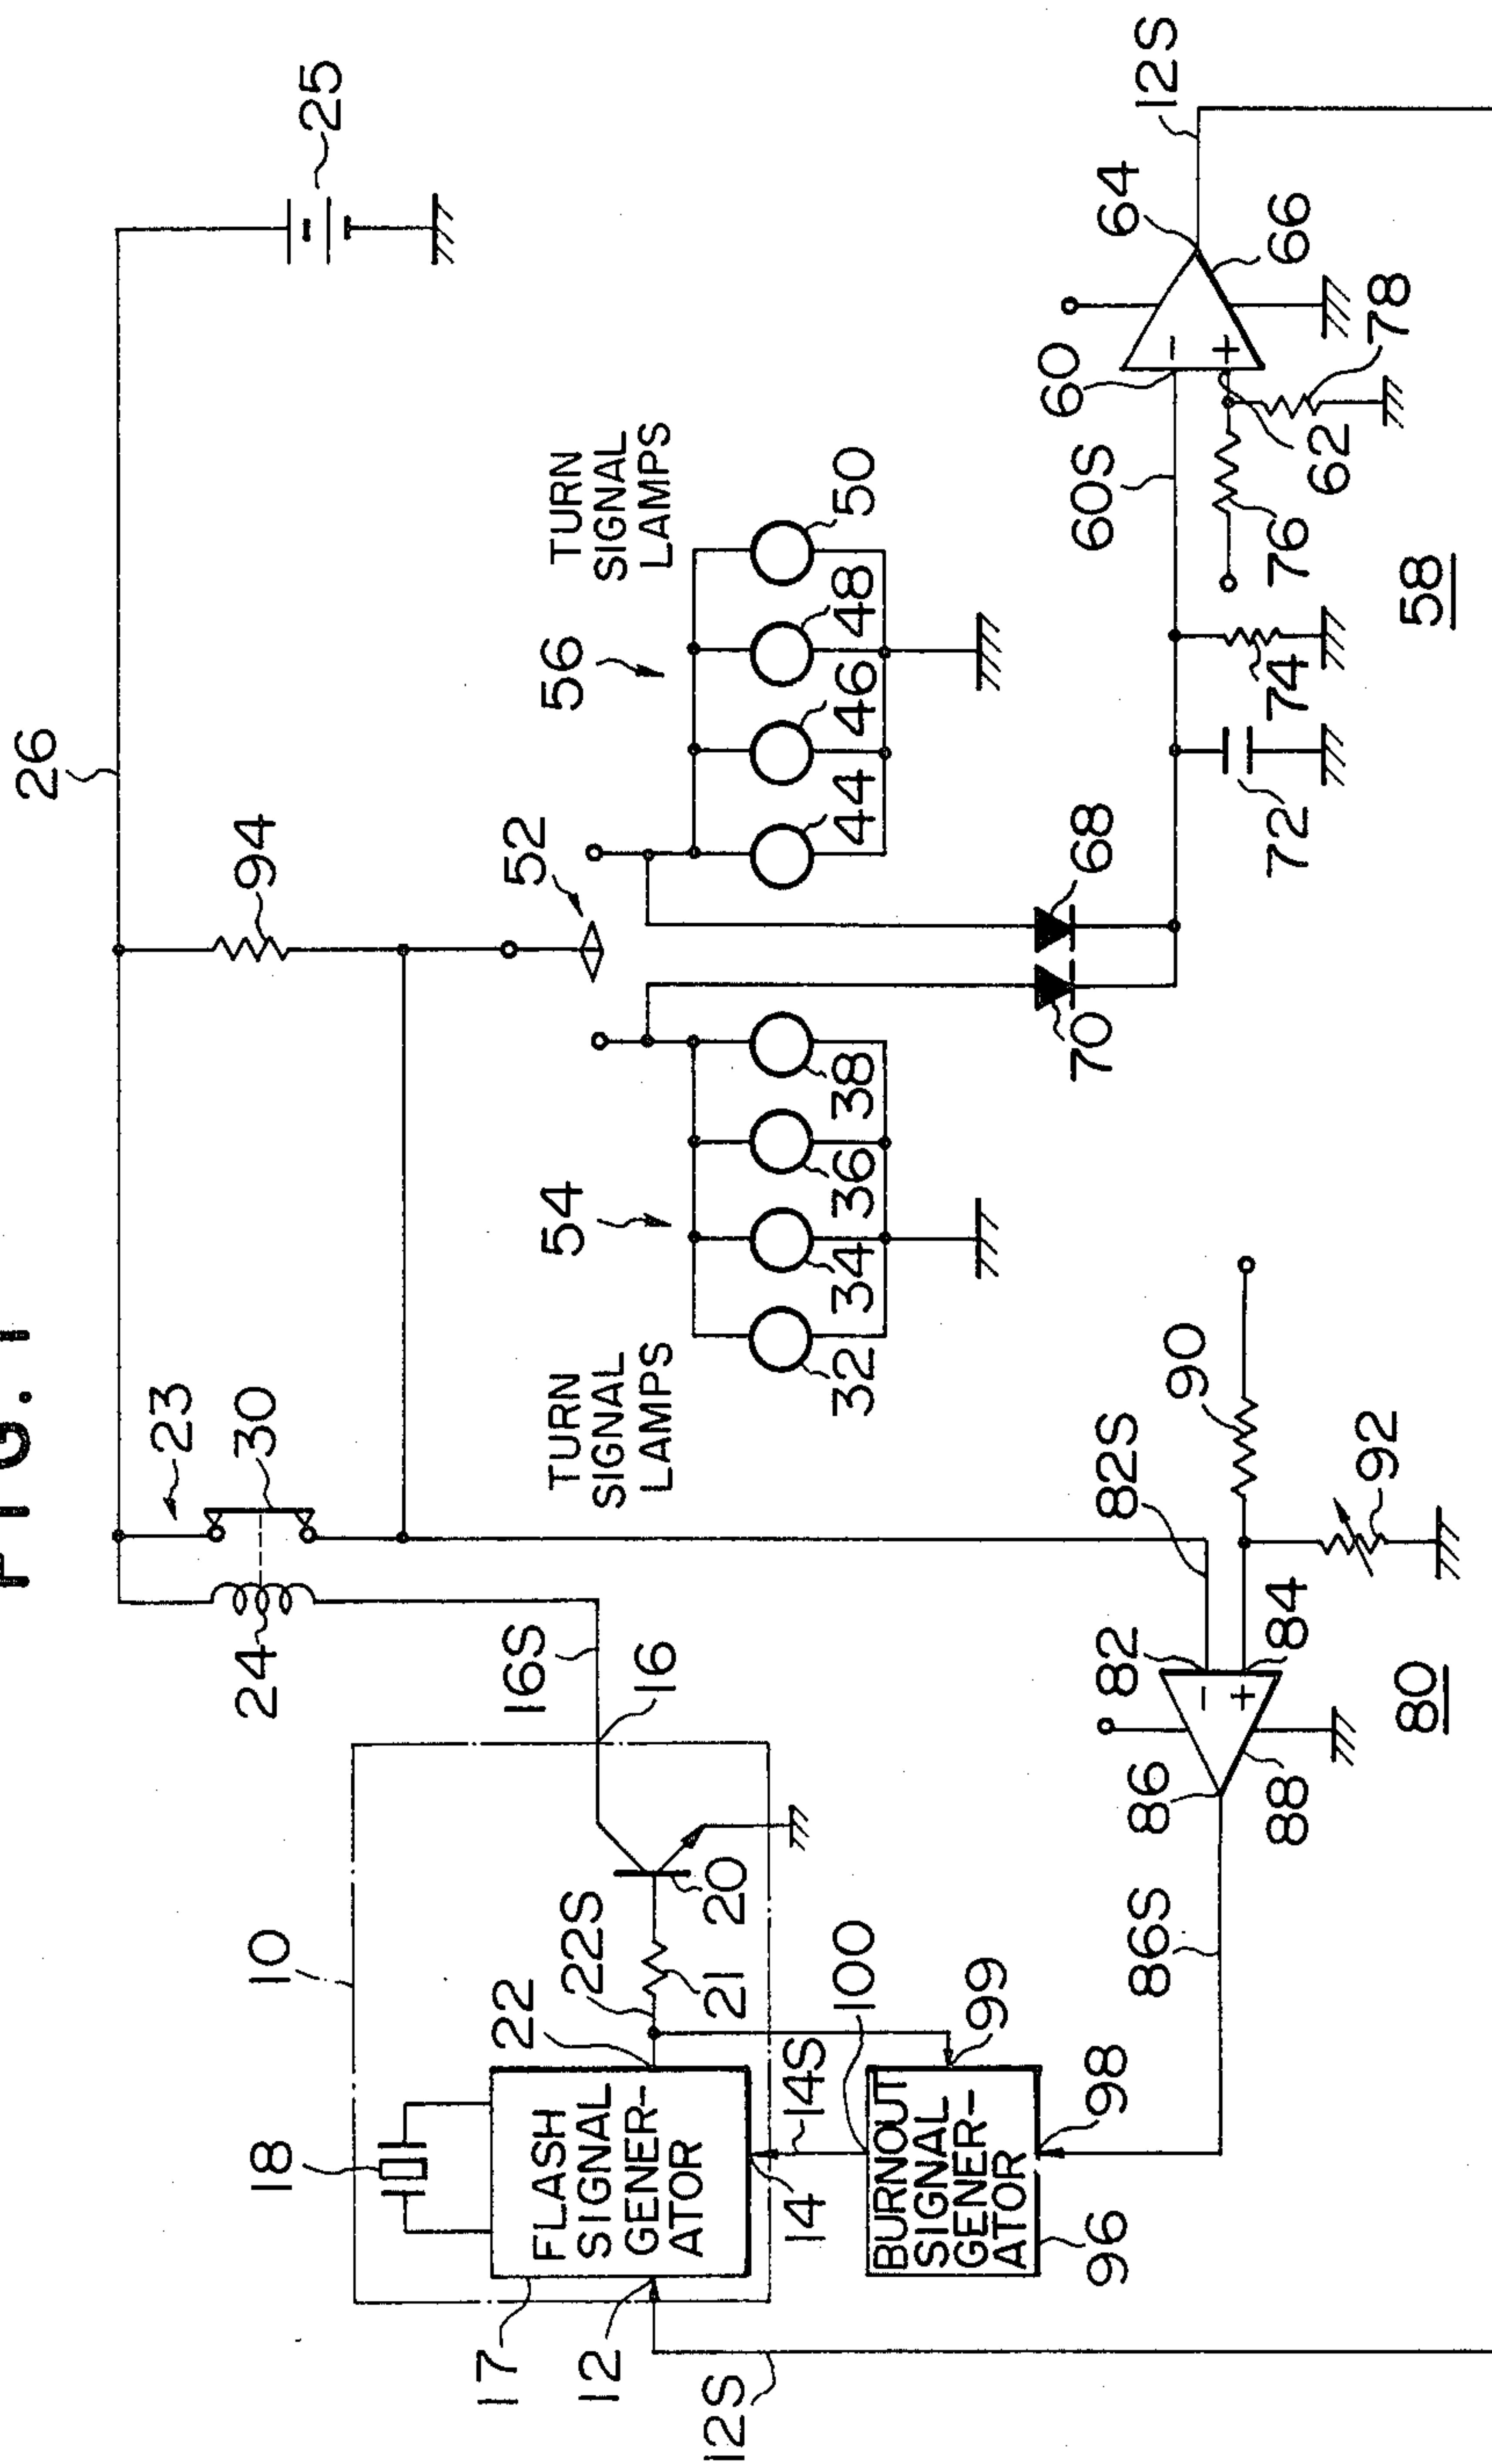 FIG. 1
26
23
18
10
24
30
94
25
17
22
16S
52
12
FLASH
SIGNAL
GENER-
ATOR
22S
16
TURN
SIGNAL
LAMPS
54
56
TURN
SIGNAL
LAMPS
12S
21
20
14
14S
32
34
36
38
44
46
48
50
100
BURNOUT
SIGNAL
GENER-
ATOR
99
96
98
86S
86
82
82S
90
70
68
60S
60
64
12S
88
84
92
72
74
76
62
66
78
80
58